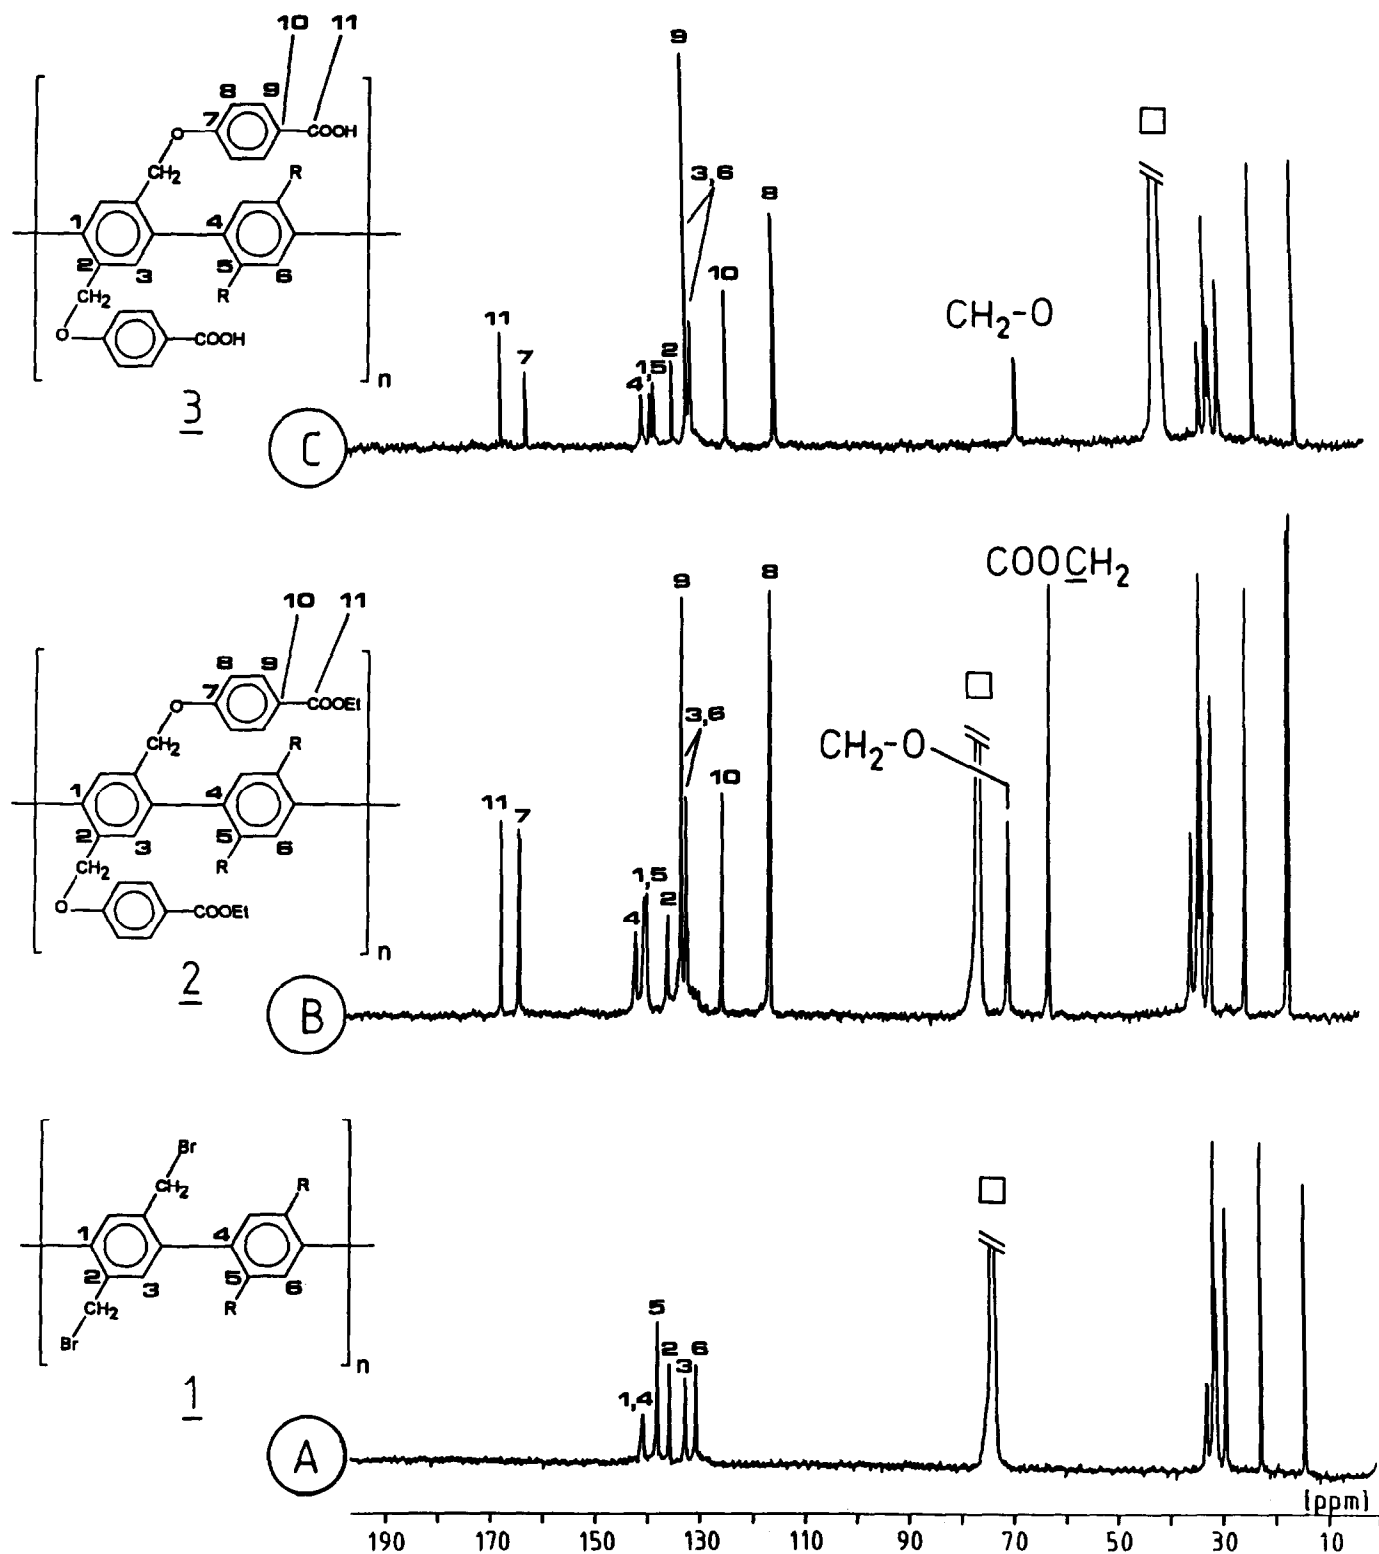 10 11
8 9
7
COOH
O
CH2
R
1 4
2 3 5 6
CH2 R
O COOH
n
3
C
11 7 4 1,5 2 9 3,6 10 8
CH2-O
10 11
8 9
7
COOEt
O
CH2
R
1 4
2 3 5 6
CH2 R
O COOEt
n
2
B
11 7 4 1,5 2 9 3,6 10 8
CH2-O
COOCH2
Br
CH2
R
1 4
2 3 5 6
CH2 R
Br
n
1
A
1,4 5 2 3 6
[ppm]
190 170 150 130 110 90 70 50 30 10